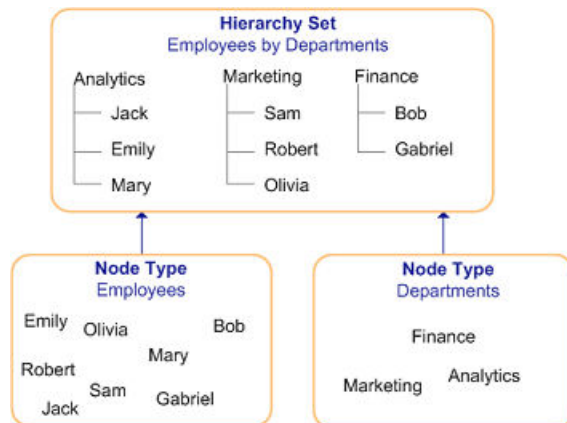 Hierarchy Set
Employees by Departments
Analytics
Jack
Emily
Mary
Marketing
Sam
Robert
Olivia
Finance
Bob
Gabriel
Node Type
Employees
Emily
Olivia
Bob
Mary
Robert
Sam
Gabriel
Jack
Node Type
Departments
Finance
Analytics
Marketing